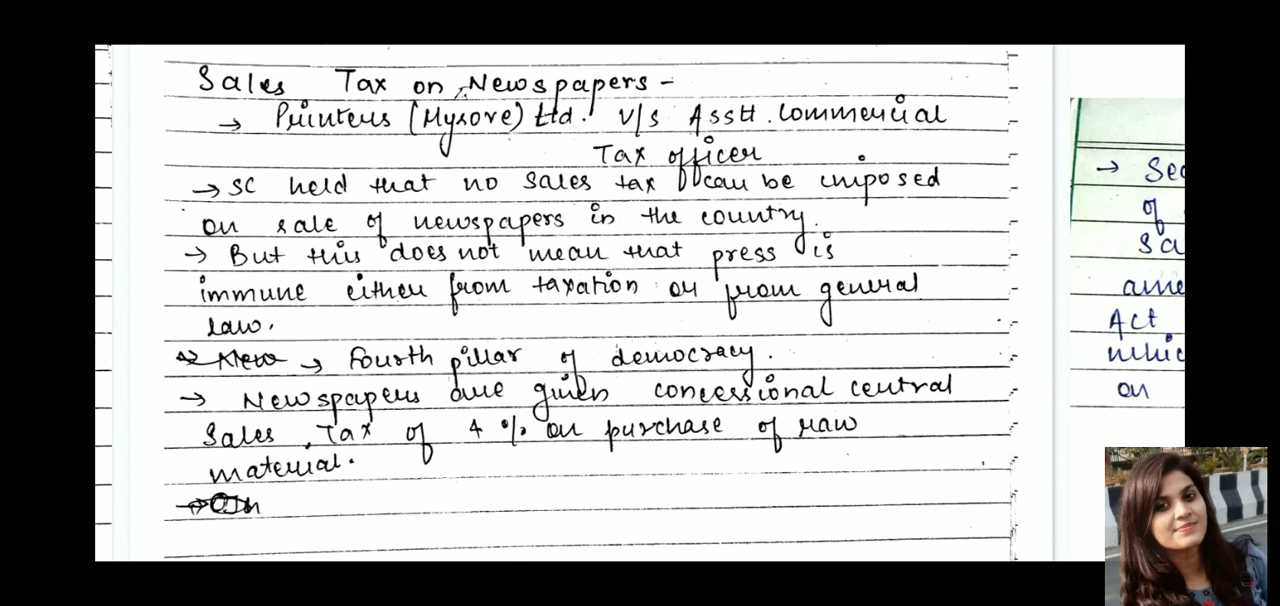 Sales Tax on Newspapers -
→ Printers (Mysore) Ltd. V/s Asstt. Commercial
Tax officer
→ SC held that no sales tax can be imposed
on sale of newspapers in the country.
→ But this does not mean that press is
immune either from taxation or from general
law.
→ Fourth pillar of democracy.
→ Newspapers are given concessional central
Sales Tax of 4% on purchase of raw
material.
→ Sec
of
Sa
ame
Act
whic
on